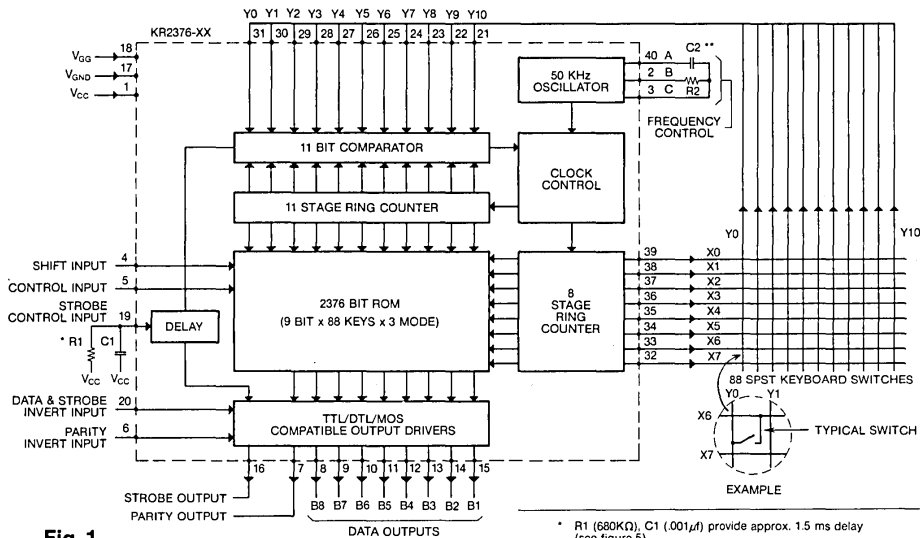 Y0 Y1 Y2 Y3 Y4 Y5 Y6 Y7 Y8 Y9 Y10
KR2376-XX
31 30 29 28 27 26 25 24 23 22 21
VGG 18
VGND 17
VCC 1
50 KHz
OSCILLATOR
40 A
2 B
3 C
C2 **
R2
FREQUENCY
CONTROL
11 BIT COMPARATOR
CLOCK
CONTROL
11 STAGE RING COUNTER
Y0
Y10
SHIFT INPUT 4
CONTROL INPUT 5
STROBE
CONTROL INPUT 19
* R1
C1
VCC
VCC
DELAY
2376 BIT ROM
(9 BIT x 88 KEYS x 3 MODE)
8
STAGE
RING
COUNTER
39 X0
38 X1
37 X2
36 X3
35 X4
34 X5
33 X6
32 X7
88 SPST KEYBOARD SWITCHES
DATA & STROBE
INVERT INPUT 20
PARITY
INVERT INPUT 6
TTL/DTL/MOS
COMPATIBLE OUTPUT DRIVERS
Y0 Y1
X6
X7
TYPICAL SWITCH
EXAMPLE
16 7 8 9 10 11 12 13 14 15
STROBE OUTPUT
PARITY OUTPUT
B8 B7 B6 B5 B4 B3 B2 B1
DATA OUTPUTS
Fig. 1
* R1 (680KΩ), C1 (.001µf) provide approx. 1.5 ms delay
(see figure 5)